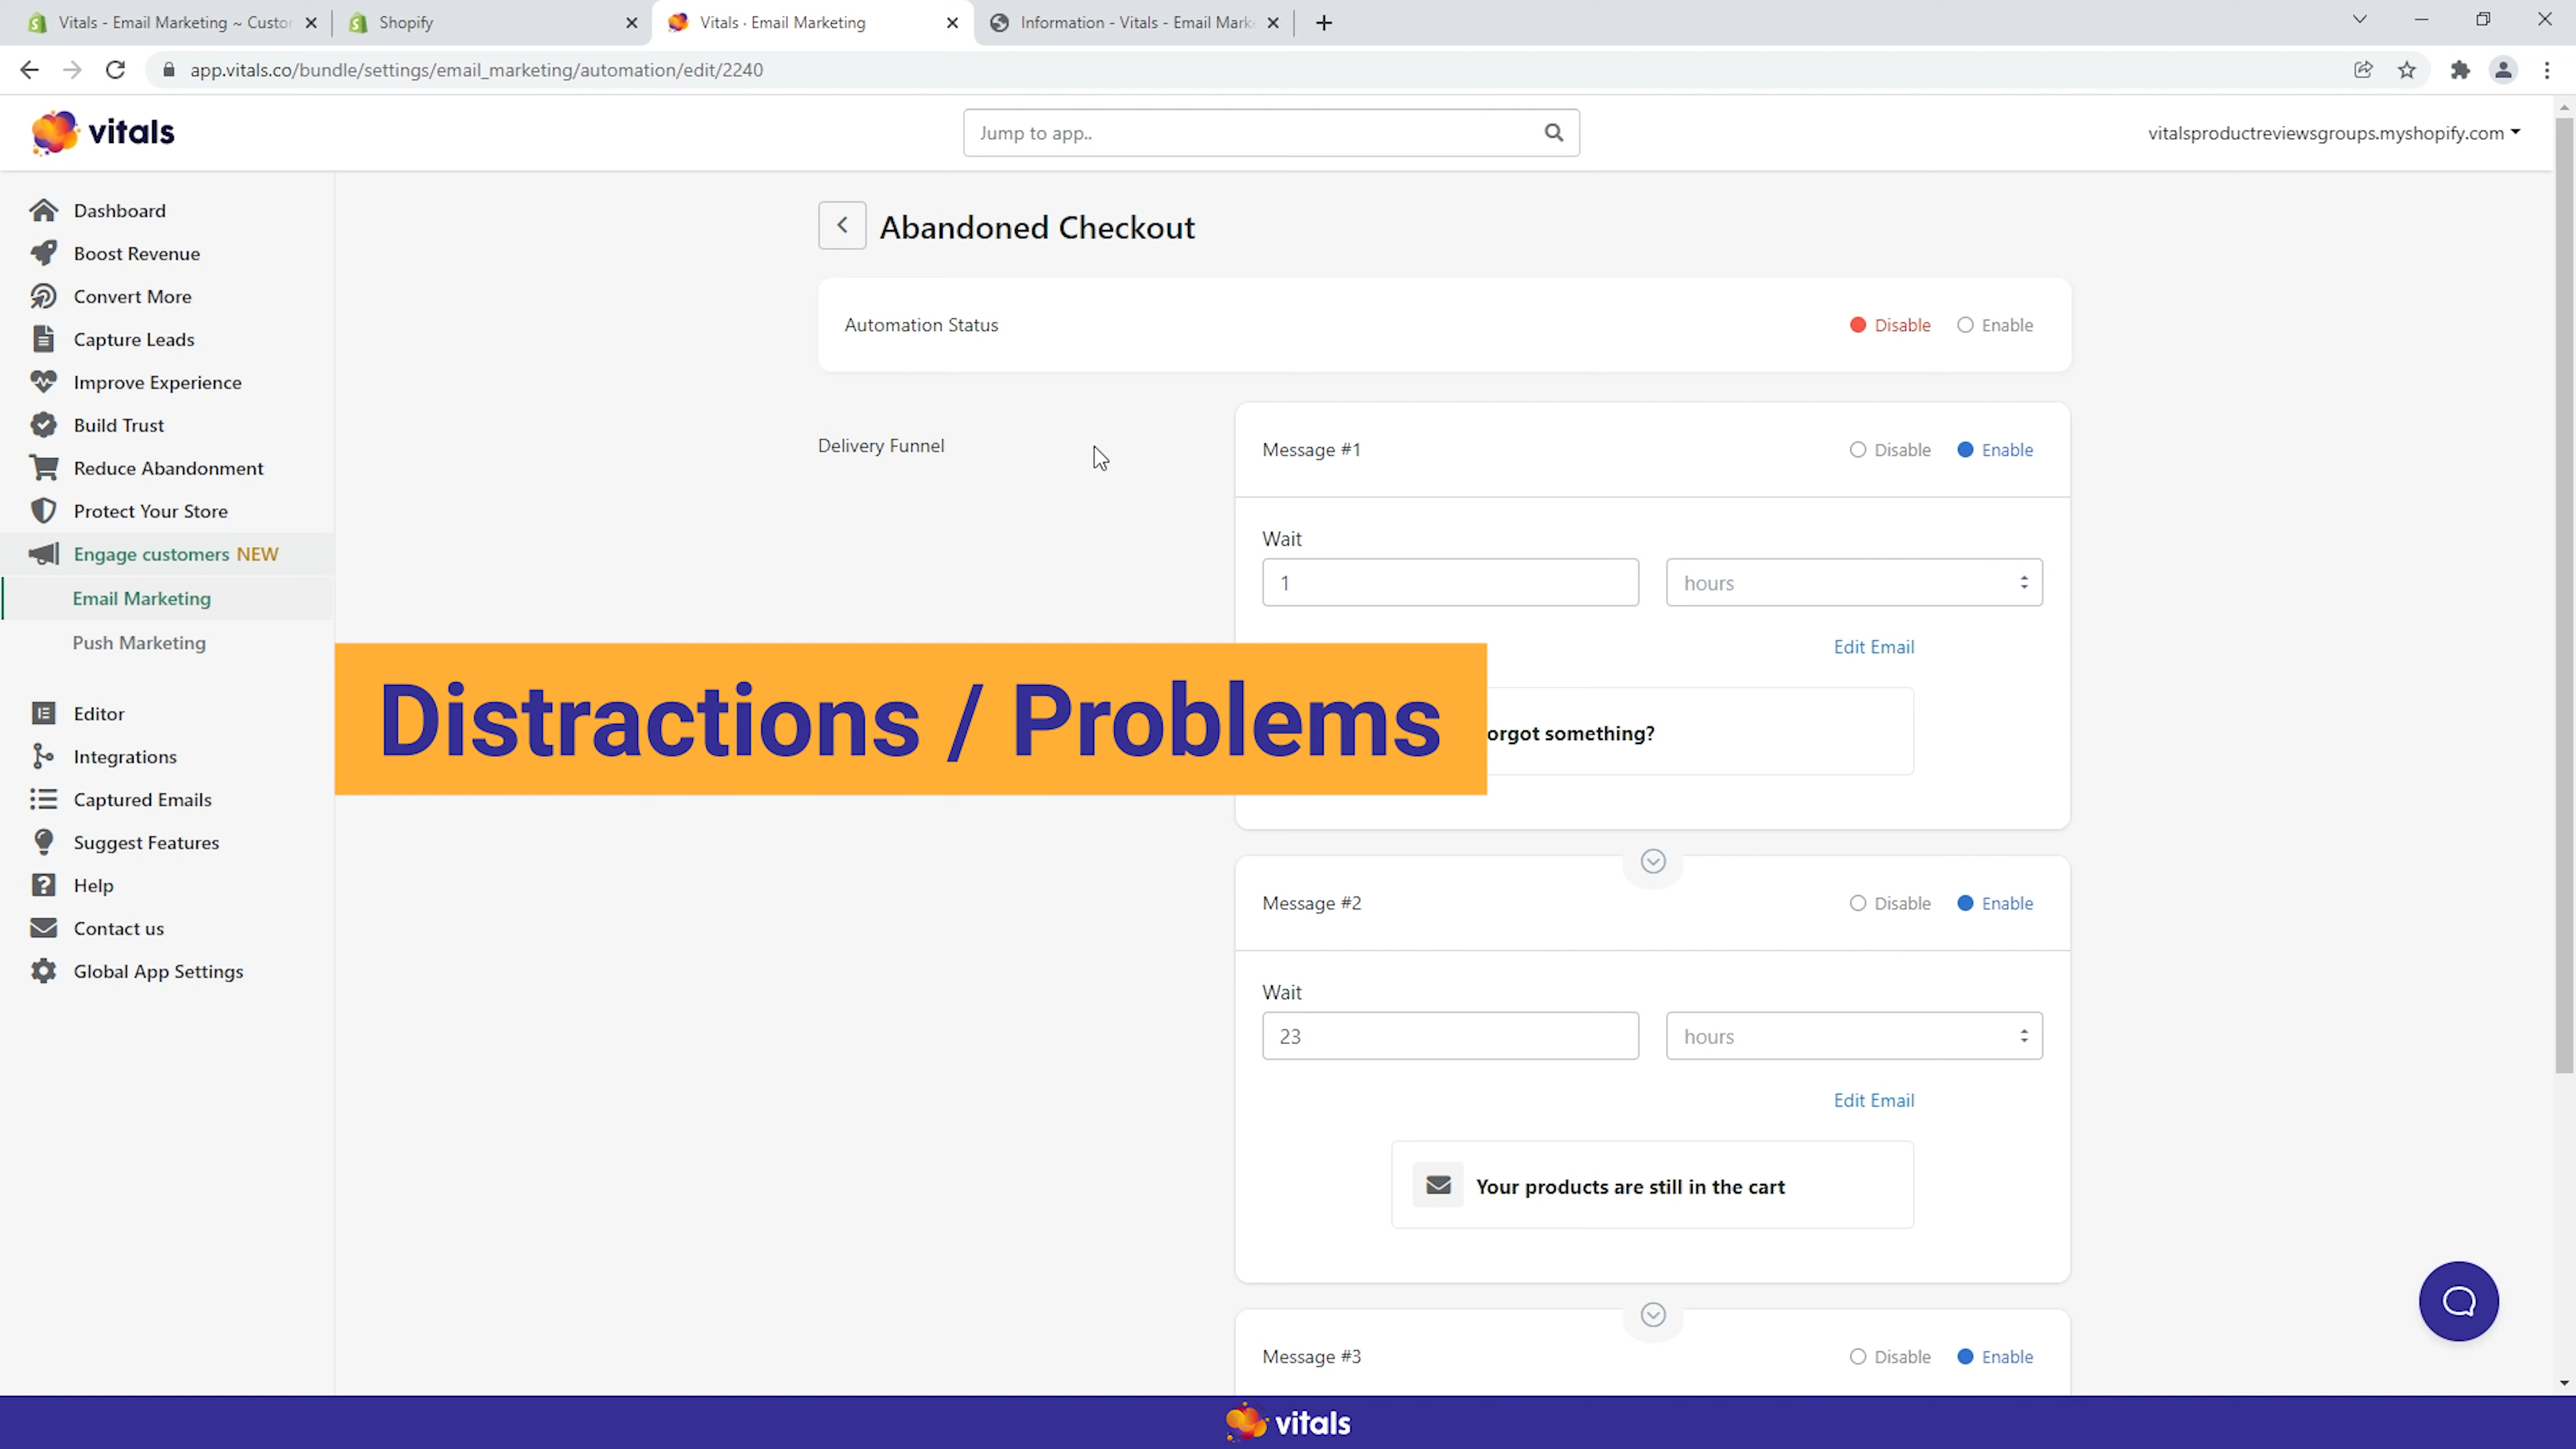 Vitals - Email Marketing ~ Custor
Shopify
Vitals · Email Marketing
Information - Vitals - Email Mark
app.vitals.co/bundle/settings/email_marketing/automation/edit/2240
vitals
Jump to app..
vitalsproductreviewsgroups.myshopify.com
Dashboard
Boost Revenue
Convert More
Capture Leads
Improve Experience
Build Trust
Reduce Abandonment
Protect Your Store
Engage customers NEW
Email Marketing
Push Marketing
Editor
Integrations
Captured Emails
Suggest Features
Help
Contact us
Global App Settings
Abandoned Checkout
Automation Status
Disable Enable
Delivery Funnel
Message #1
Disable Enable
Wait
1 hours
Edit Email
Distractions / Problems
orgot something?
Message #2
Disable Enable
Wait
23 hours
Edit Email
Your products are still in the cart
Message #3
Disable Enable
vitals